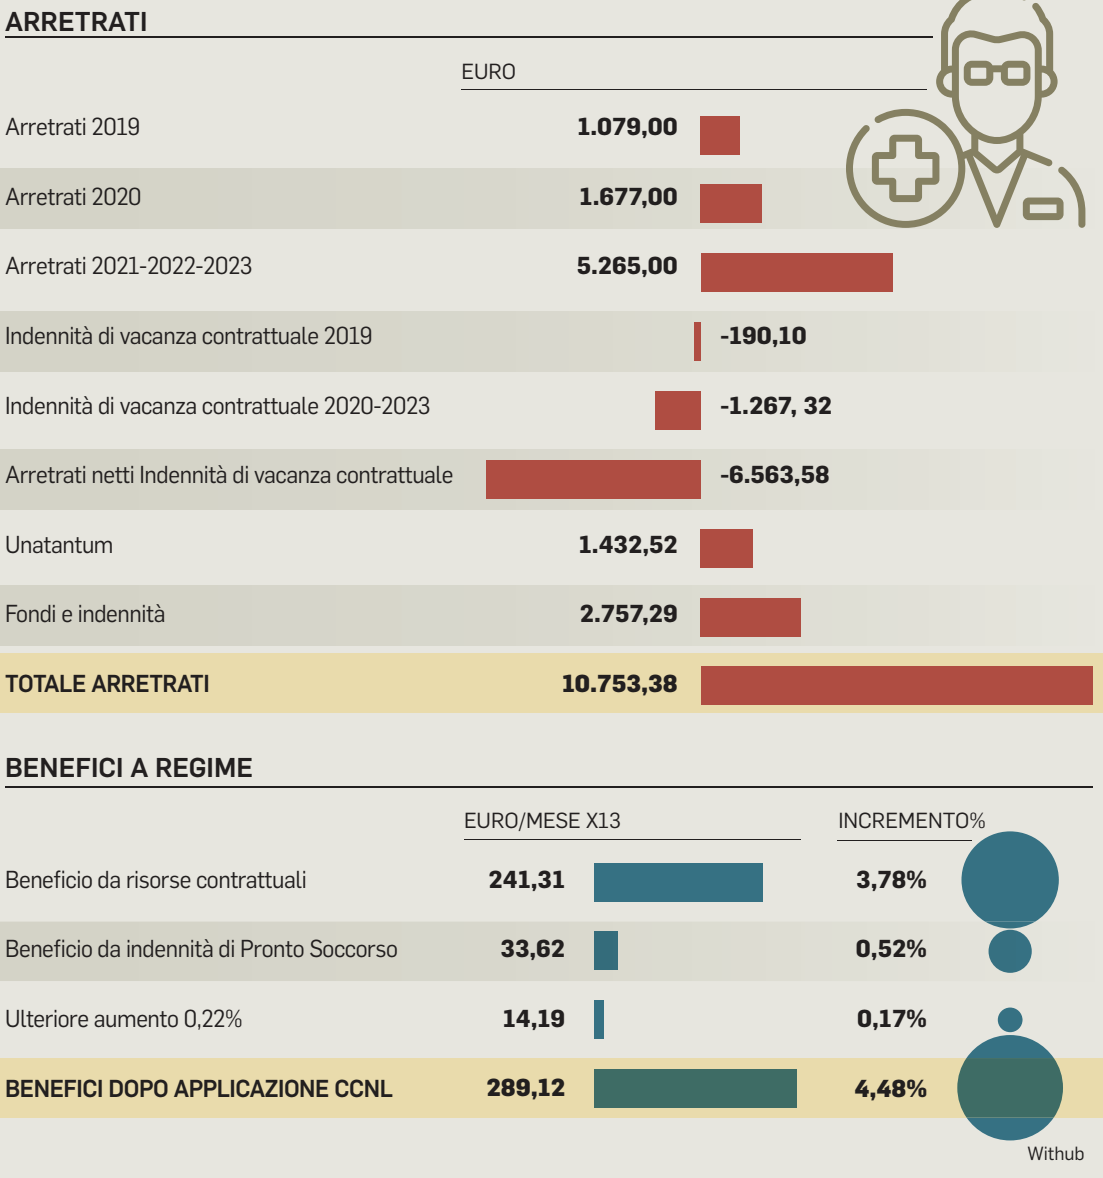 ARRETRATI
EURO
Arretrati 2019 1.079,00
Arretrati 2020 1.677,00
Arretrati 2021-2022-2023 5.265,00
Indennità di vacanza contrattuale 2019 -190,10
Indennità di vacanza contrattuale 2020-2023 -1.267, 32
Arretrati netti Indennità di vacanza contrattuale -6.563,58
Unatantum 1.432,52
Fondi e indennità 2.757,29
TOTALE ARRETRATI 10.753,38
BENEFICI A REGIME
EURO/MESE X13 INCREMENTO%
Beneficio da risorse contrattuali 241,31 3,78%
Beneficio da indennità di Pronto Soccorso 33,62 0,52%
Ulteriore aumento 0,22% 14,19 0,17%
BENEFICI DOPO APPLICAZIONE CCNL 289,12 4,48%
Withub